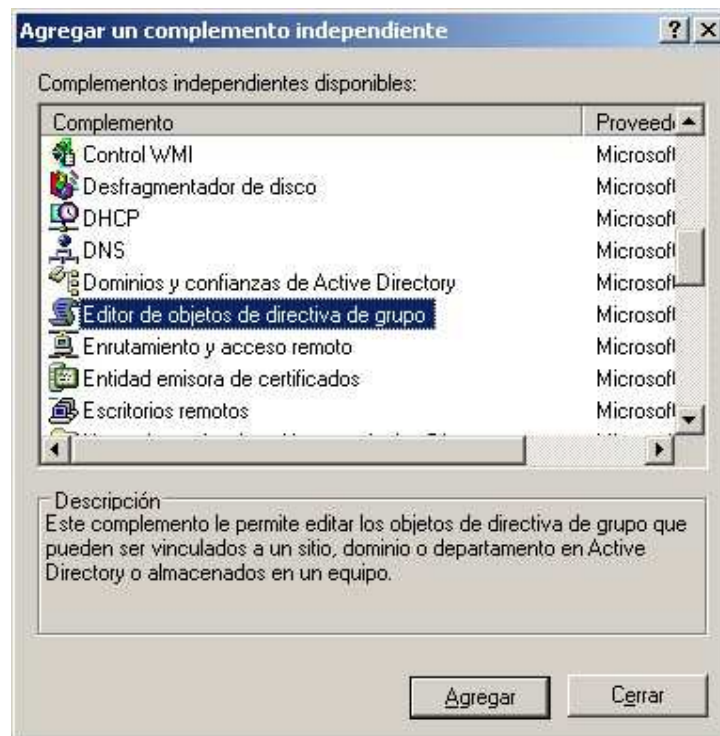 Agregar un complemento independiente
Complementos independientes disponibles:
Complemento Proveed
Control WMI Microsoft
Desfragmentador de disco Microsoft
DHCP Microsoft
DNS Microsoft
Dominios y confianzas de Active Directory Microsoft
Editor de objetos de directiva de grupo Microsoft
Enrutamiento y acceso remoto Microsoft
Entidad emisora de certificados Microsoft
Escritorios remotos Microsoft
Descripción
Este complemento le permite editar los objetos de directiva de grupo que
pueden ser vinculados a un sitio, dominio o departamento en Active
Directory o almacenados en un equipo.
Agregar Cerrar